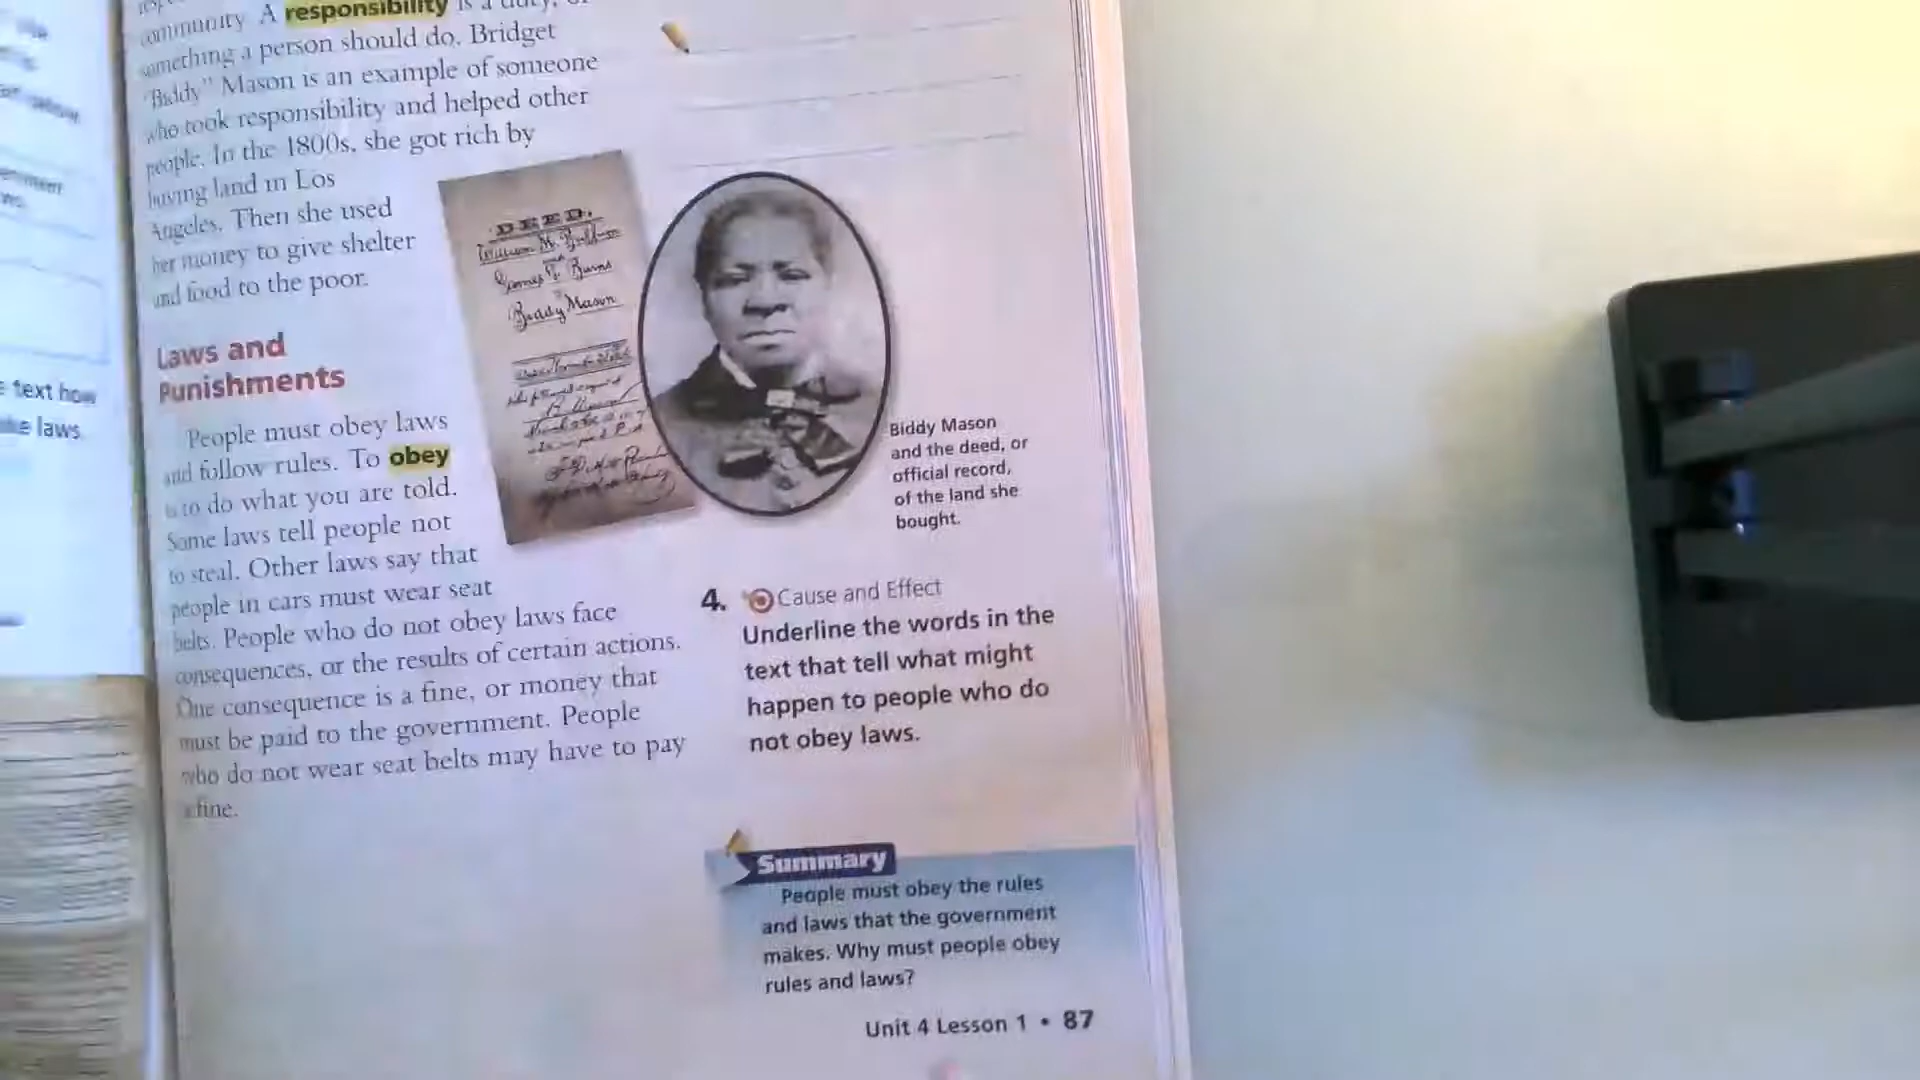 community. A responsibility is a duty, or
something a person should do. Bridget
"Biddy" Mason is an example of someone
who took responsibility and helped other
people. In the 1800s, she got rich by
buying land in Los
Angeles. Then she used
her money to give shelter
and food to the poor.
Laws and
Punishments
People must obey laws
and follow rules. To obey
is to do what you are told.
Some laws tell people not
to steal. Other laws say that
people in cars must wear seat
belts. People who do not obey laws face
consequences, or the results of certain actions.
One consequence is a fine, or money that
must be paid to the government. People
who do not wear seat belts may have to pay
a fine.
DEED.
Biddy Mason
Biddy Mason
and the deed, or
official record,
of the land she
bought.
4. Cause and Effect
Underline the words in the
text that tell what might
happen to people who do
not obey laws.
Summary
People must obey the rules
and laws that the government
makes. Why must people obey
rules and laws?
Unit 4 Lesson 1 • 87
text how
laws.